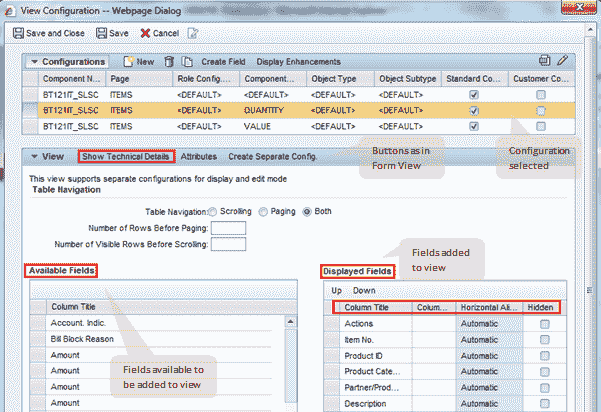 View Configuration -- Webpage Dialog
Save and Close Save Cancel
Configurations New Create Field Display Enhancements
Component N... Page Role Config.... Component... Object Type Object Subtype Standard Co... Customer Co...
BT121IT_SLSC ITEMS <DEFAULT> <DEFAULT> <DEFAULT> <DEFAULT>
BT121IT_SLSC ITEMS <DEFAULT> QUANTITY <DEFAULT> <DEFAULT>
BT121IT_SLSC ITEMS <DEFAULT> VALUE <DEFAULT> <DEFAULT>
Buttons as in
Form View
Configuration
selected
View Show Technical Details Attributes Create Separate Config.
This view supports separate configurations for display and edit mode
Table Navigation
Table Navigation: Scrolling Paging Both
Number of Rows Before Paging:
Number of Visible Rows Before Scrolling:
Fields added
to view
Available Fields:
Column Title
Account. Indic.
Bill Block Reason
Amount
Amount
Amount
Amount
Amount
Fields available to
be added to view
Displayed Fields:
Up Down
Column Title Colum... Horizontal Ali... Hidden
Actions Automatic
Item No. Automatic
Product ID Automatic
Product Cate... Automatic
Partner/Prod... Automatic
Description Automatic